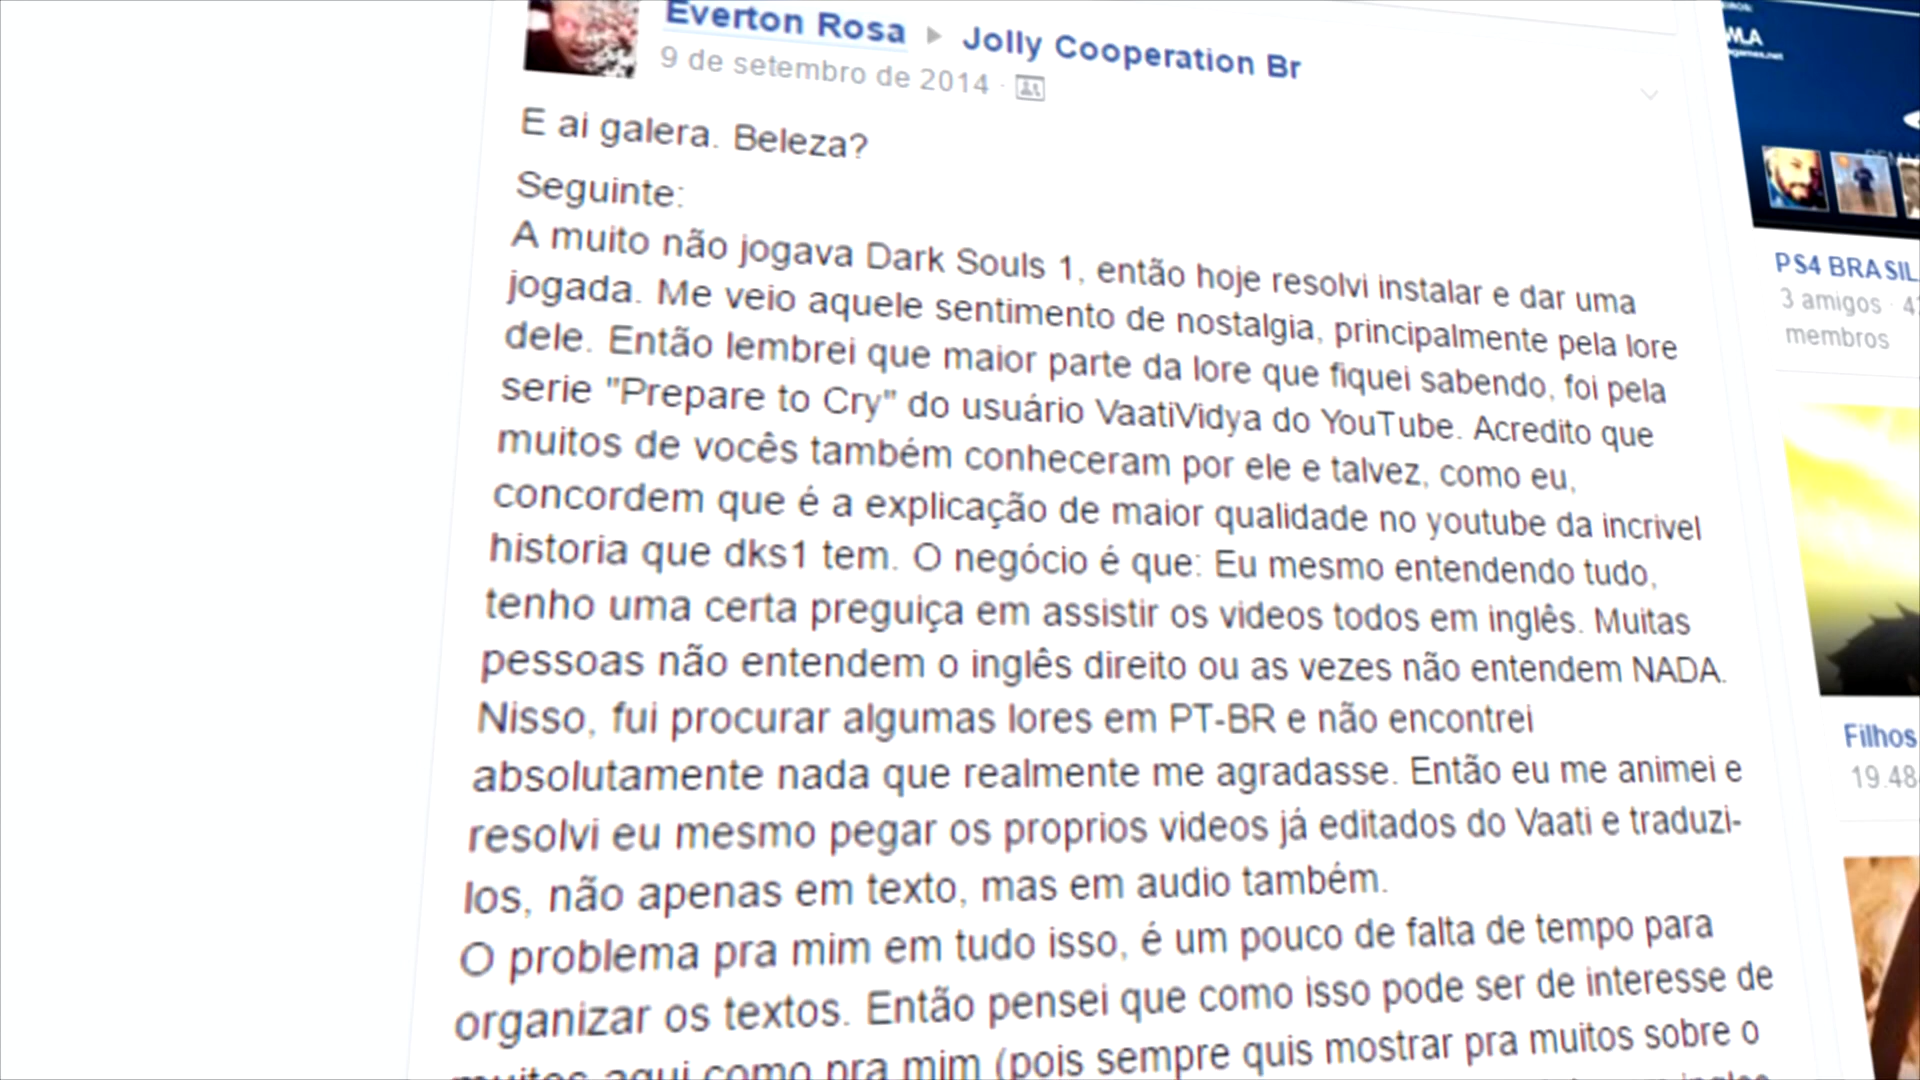 Everton Rosa ▶ Jolly Cooperation Br
9 de setembro de 2014 ·
E ai galera. Beleza?
Seguinte:
A muito não jogava Dark Souls 1, então hoje resolvi instalar e dar uma
jogada. Me veio aquele sentimento de nostalgia, principalmente pela lore
dele. Então lembrei que maior parte da lore que fiquei sabendo, foi pela
serie "Prepare to Cry" do usuário VaatiVidya do YouTube. Acredito que
muitos de vocês também conheceram por ele e talvez, como eu,
concordem que é a explicação de maior qualidade no youtube da incrivel
historia que dks1 tem. O negócio é que: Eu mesmo entendendo tudo,
tenho uma certa preguiça em assistir os videos todos em inglês. Muitas
pessoas não entendem o inglês direito ou as vezes não entendem NADA.
Nisso, fui procurar algumas lores em PT-BR e não encontrei
absolutamente nada que realmente me agradasse. Então eu me animei e
resolvi eu mesmo pegar os proprios videos já editados do Vaati e traduzi-
los, não apenas em texto, mas em audio também.
O problema pra mim em tudo isso, é um pouco de falta de tempo para
organizar os textos. Então pensei que como isso pode ser de interesse de
muitos aqui como pra mim (pois sempre quis mostrar pra muitos sobre o
PS4 BRASIL
3 amigos ·
membros
Filhos
19.48